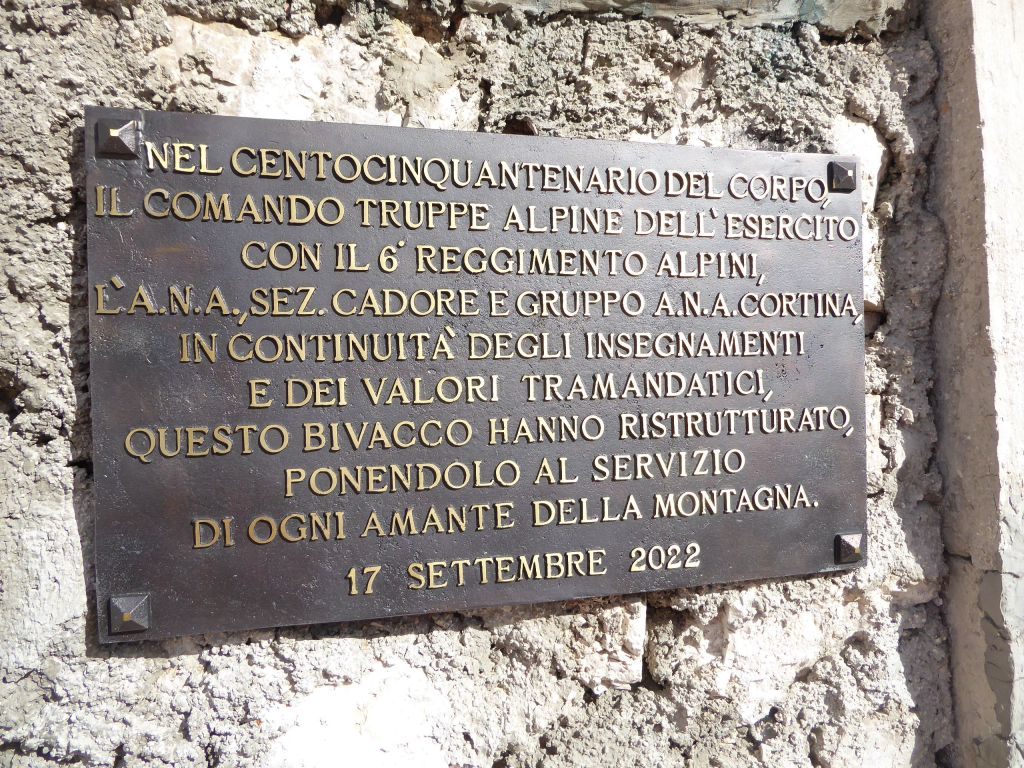 NEL CENTOCINQUANTENARIO DEL CORPO,
IL COMANDO TRUPPE ALPINE DELL'ESERCITO
CON IL 6° REGGIMENTO ALPINI,
L'A.N.A., SEZ. CADORE E GRUPPO A.N.A. CORTINA,
IN CONTINUITÀ DEGLI INSEGNAMENTI
E DEI VALORI TRAMANDATICI,
QUESTO BIVACCO HANNO RISTRUTTURATO,
PONENDOLO AL SERVIZIO
DI OGNI AMANTE DELLA MONTAGNA.
17 SETTEMBRE 2022